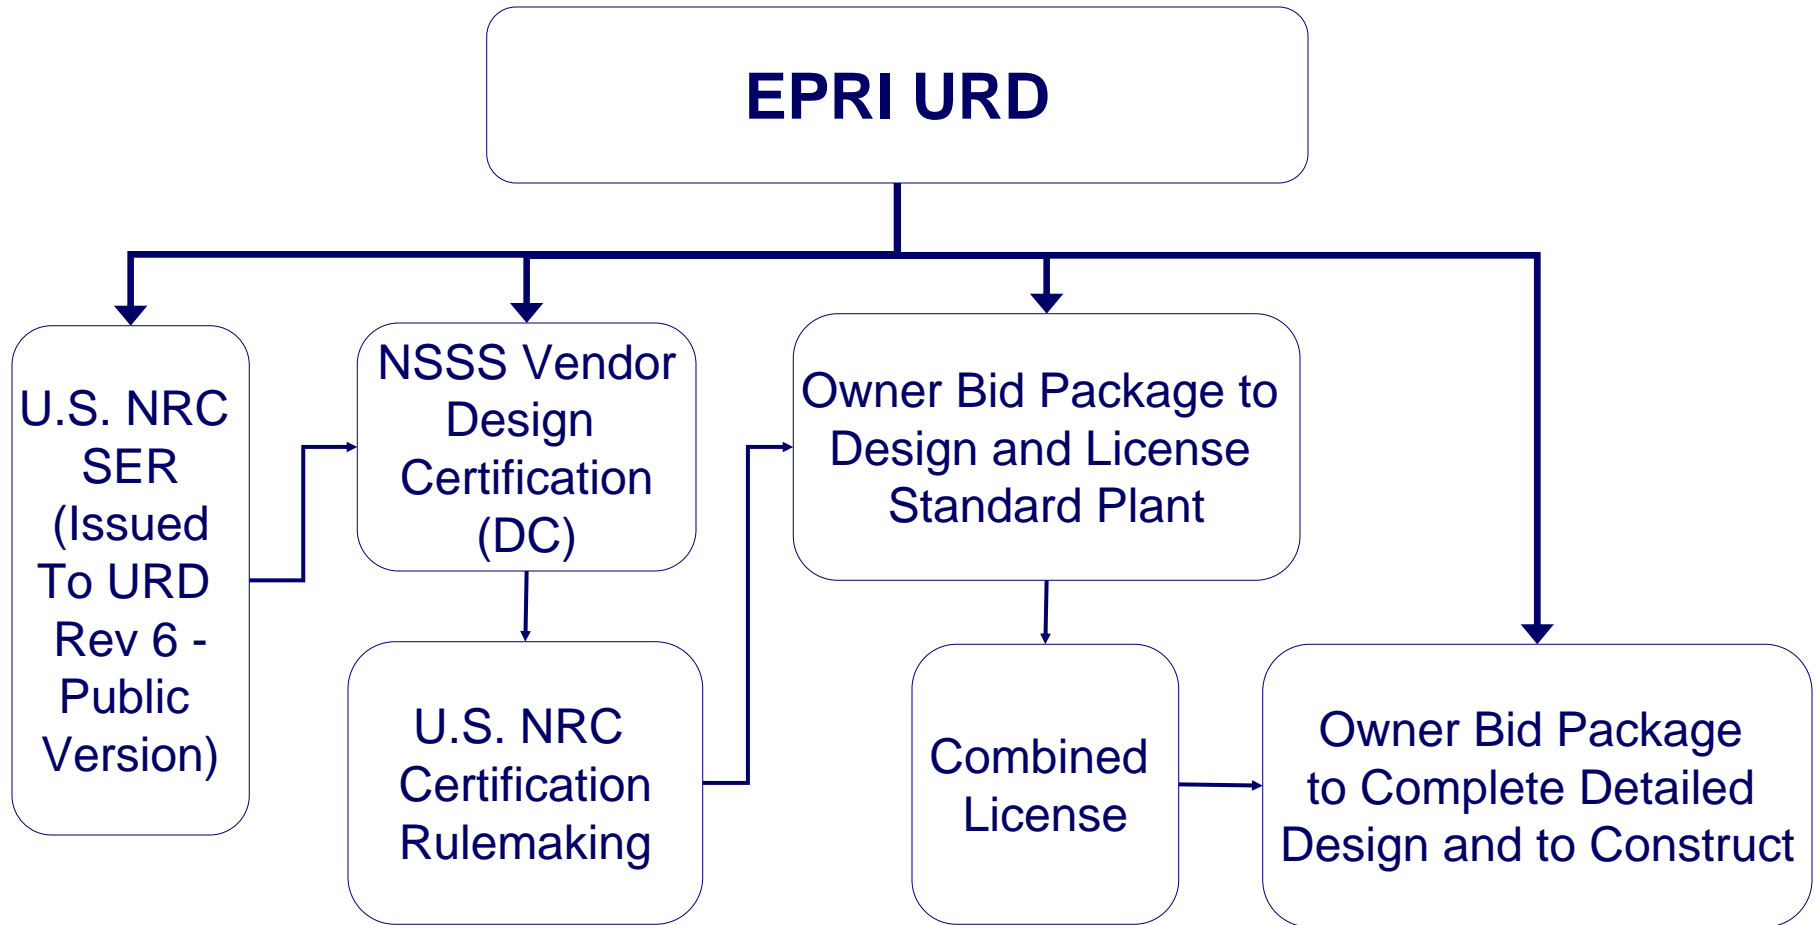 EPRI URD
U.S. NRC
SER
(Issued
To URD
Rev 6 -
Public
Version)
NSSS Vendor
Design
Certification
(DC)
U.S. NRC
Certification
Rulemaking
Owner Bid Package to
Design and License
Standard Plant
Combined
License
Owner Bid Package
to Complete Detailed
Design and to Construct